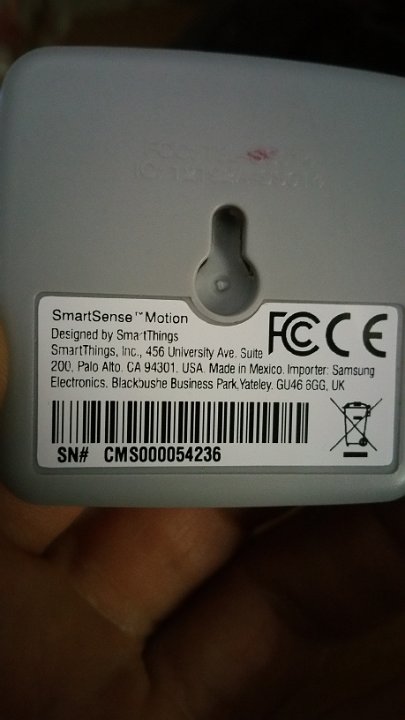 SmartSense™ Motion
Designed by SmartThings
SmartThings, Inc., 456 University Ave. Suite
200, Palo Alto, CA 94301. USA. Made in Mexico. Importer: Samsung
Electronics. Blackbushe Business Park, Yateley. GU46 6GG, UK
FC CE
SN# CMS000054236